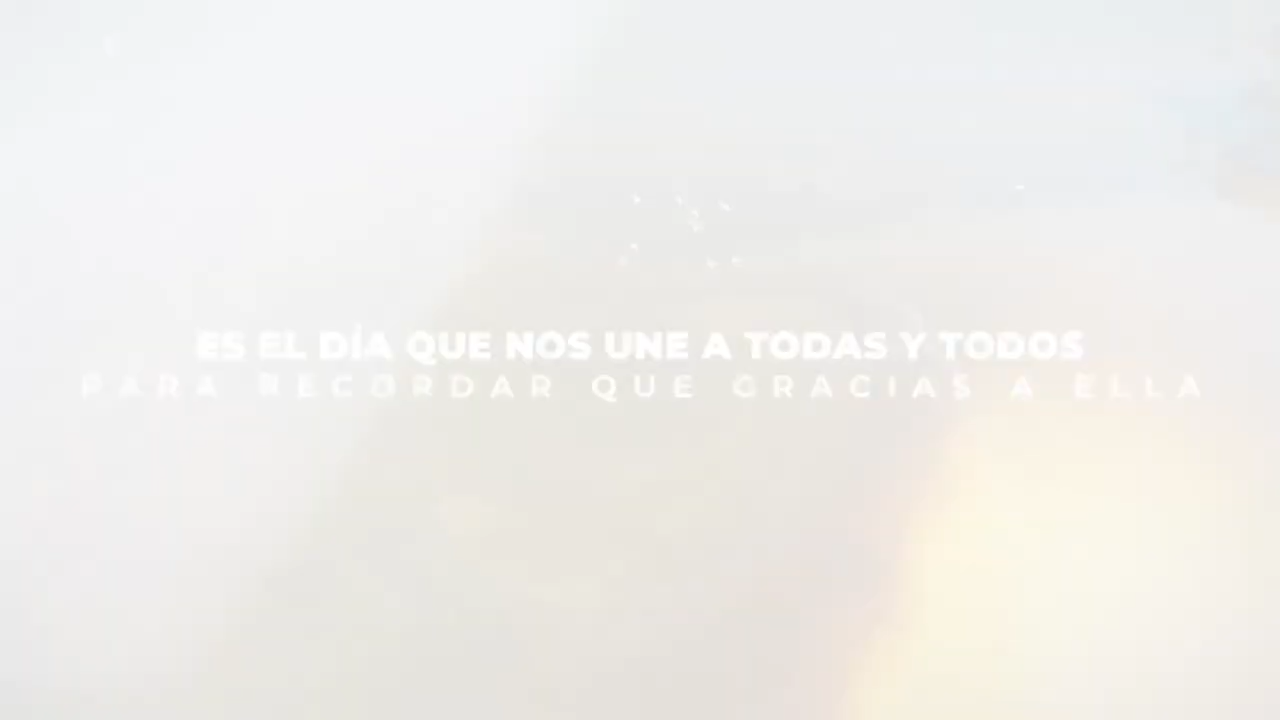 ES EL DÍA QUE NOS UNE A TODAS Y TODOS
PARA RECORDAR QUE GRACIAS A ELLA